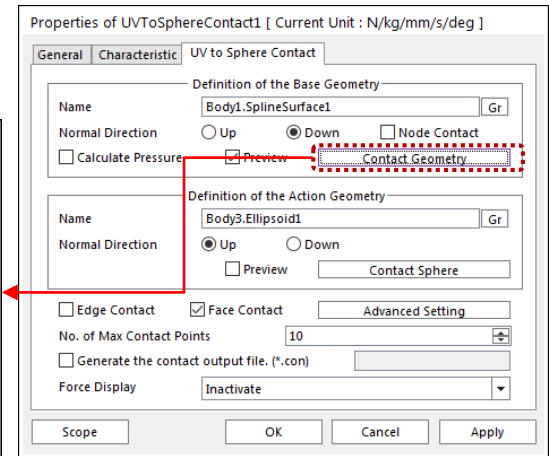 Properties of UVToSphereContact1 [ Current Unit : N/kg/mm/s/deg ]
General Characteristic UV to Sphere Contact
Definition of the Base Geometry
Name Body1.SplineSurface1 Gr
Normal Direction Up Down Node Contact
Calculate Pressure Preview Contact Geometry
Definition of the Action Geometry
Name Body3.Ellipsoid1 Gr
Normal Direction Up Down
Preview Contact Sphere
Edge Contact Face Contact Advanced Setting
No. of Max Contact Points 10
Generate the contact output file. (*.con)
Force Display Inactivate
Scope OK Cancel Apply